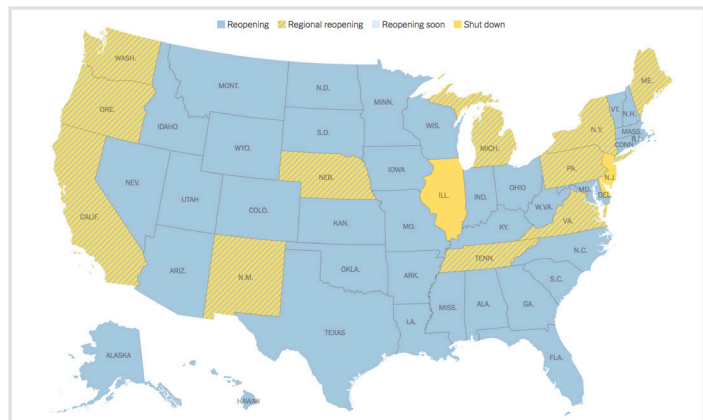 Reopening Regional reopening Reopening soon Shut down
WASH.
ME.
MONT.
N.D.
MINN.
VT.
N.H.
ORE.
IDAHO
S.D.
WIS.
N.Y.
MASS.
R.I.
CONN.
WYO.
MICH.
NEB.
IOWA
PA.
N.J.
NEV.
UTAH
COLO.
ILL.
IND.
OHIO
MD.
DEL.
CALIF.
KAN.
MO.
W.VA.
VA.
KY.
ARIZ.
N.M.
OKLA.
ARK.
TENN.
N.C.
S.C.
MISS.
ALA.
GA.
TEXAS
LA.
FLA.
ALASKA
HAWAII